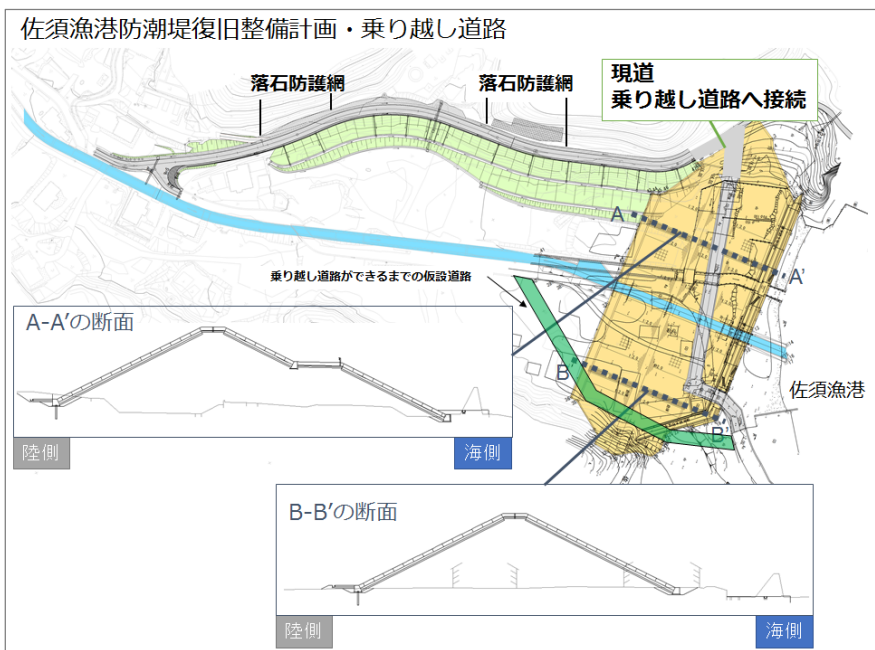 佐須漁港防潮堤復旧整備計画・乗り越し道路
落石防護網
落石防護網
現道
乗り越し道路へ接続
A
A'
乗り越し道路ができるまでの仮設道路
A-A’の断面
陸側
海側
B
B'
佐須漁港
B-B’の断面
陸側
海側